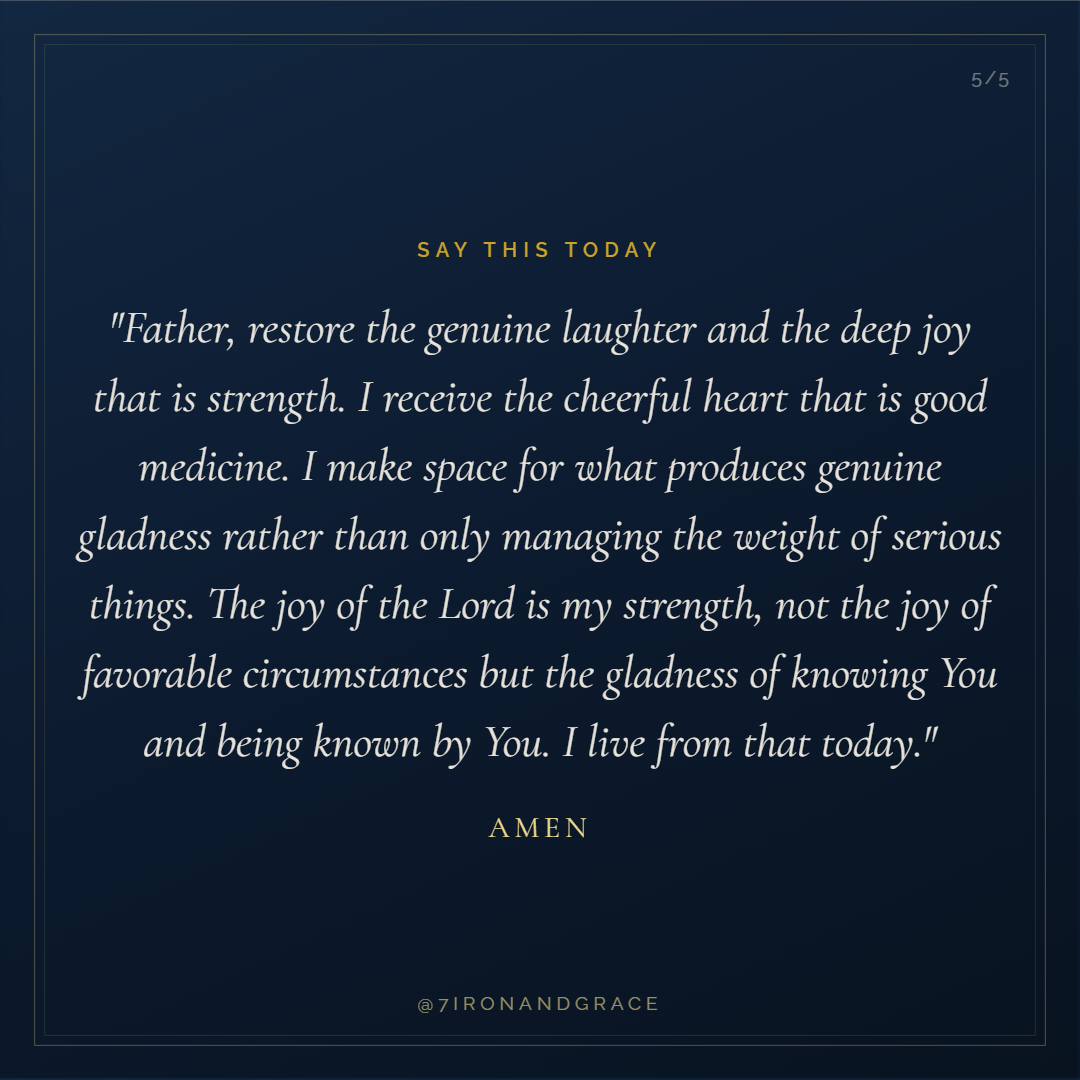 5/5
SAY THIS TODAY
"Father, restore the genuine laughter and the deep joy
that is strength. I receive the cheerful heart that is good
medicine. I make space for what produces genuine
gladness rather than only managing the weight of serious
things. The joy of the Lord is my strength, not the joy of
favorable circumstances but the gladness of knowing You
and being known by You. I live from that today."
AMEN
@7IRONANDGRACE